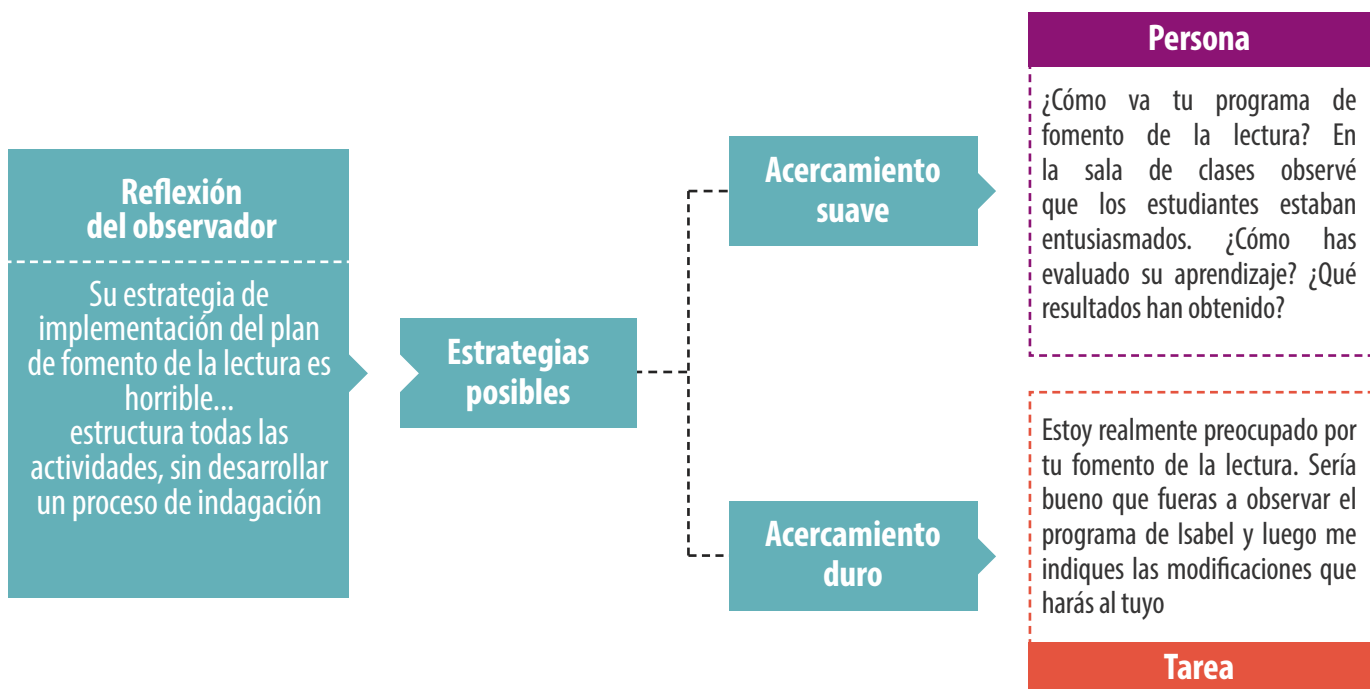 Reflexión
del observador
Su estrategia de
implementación del plan
de fomento de la lectura es
horrible...
estructura todas las
actividades, sin desarrollar
un proceso de indagación
Estrategias
posibles
Acercamiento
suave
Persona
¿Cómo va tu programa de
fomento de la lectura? En
la sala de clases observé
que los estudiantes estaban
entusiasmados. ¿Cómo has
evaluado su aprendizaje? ¿Qué
resultados han obtenido?
Acercamiento
duro
Estoy realmente preocupado por
tu fomento de la lectura. Sería
bueno que fueras a observar el
programa de Isabel y luego me
indiques las modificaciones que
harás al tuyo
Tarea